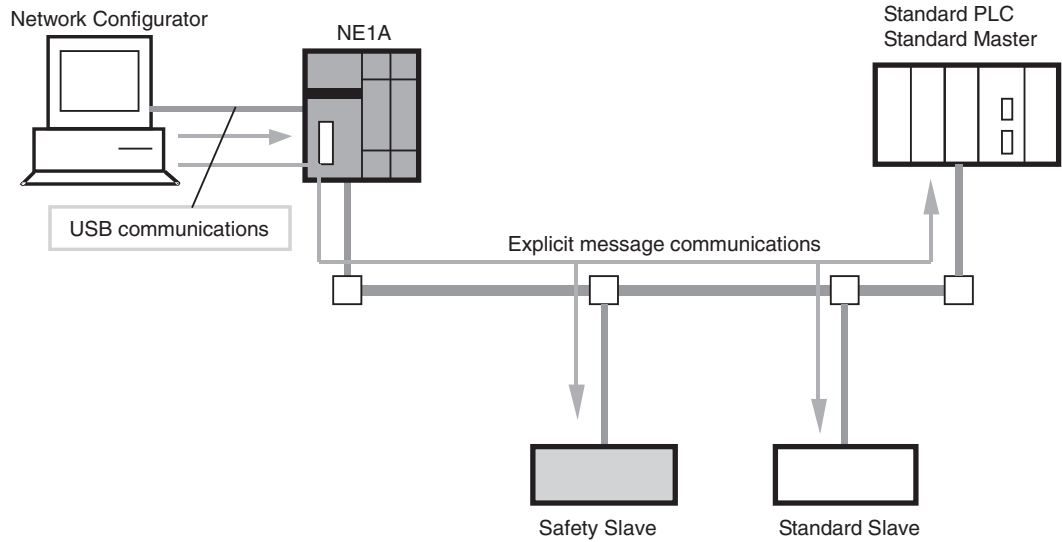 Network Configurator
NE1A
Standard PLC
Standard Master
USB communications
Explicit message communications
Safety Slave
Standard Slave